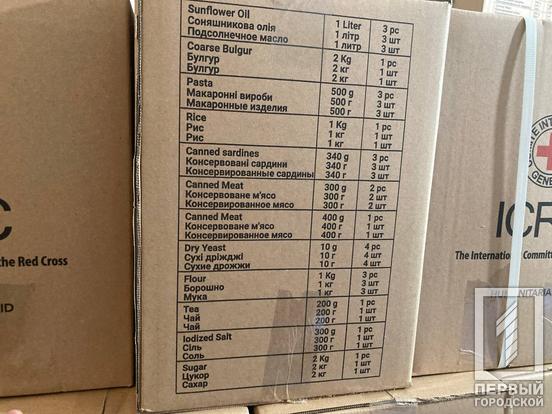 Sunflower Oil 1 Liter 3 pc
Соняшникова олія 1 літр 3 шт
Подсолнечное масло 1 литр 3 шт
Coarse Bulgur 2 Kg 1 pc
Булгур 2 кг 1 шт
Булгур 2 кг 1 шт
Pasta 500 g 3 pc
Макаронні вироби 500 г 3 шт
Макаронные изделия 500 г 3 шт
Rice 1 Kg 1 pc
Рис 1 кг 1 шт
Рис 1 кг 1 шт
Canned sardines 340 g 3 pc
Консервовані сардини 340 г 3 шт
Консервированные сардины 340 г 3 шт
Canned Meat 300 g 2 pc
Консервоване м'ясо 300 г 2 шт
Консервированное мясо 300 г 2 шт
Canned Meat 400 g 1 pc
Консервоване м'ясо 400 г 1 шт
Консервированное мясо 400 г 1 шт
Dry Yeast 10 g 4 pc
Сухі дріжджі 10 г 4 шт
Сухие дрожжи 10 г 4 шт
Flour 1 Kg 3 pc
Борошно 1 кг 3 шт
Мука 1 кг 3 шт
Tea 200 g 1 pc
Чай 200 г 1 шт
Чай 200 г 1 шт
Iodized Salt 300 g 1 pc
Сіль 300 г 1 шт
Соль 300 г 1 шт
Sugar 2 Kg 1 pc
Цукор 2 кг 1 шт
Сахар 2 кг 1 шт
C
the Red Cross
ID
ITE INTE
GENE
ICR
The International Committ
HUMANITARIA
ПЕРВЫЙ
ГОРОДСКОЙ